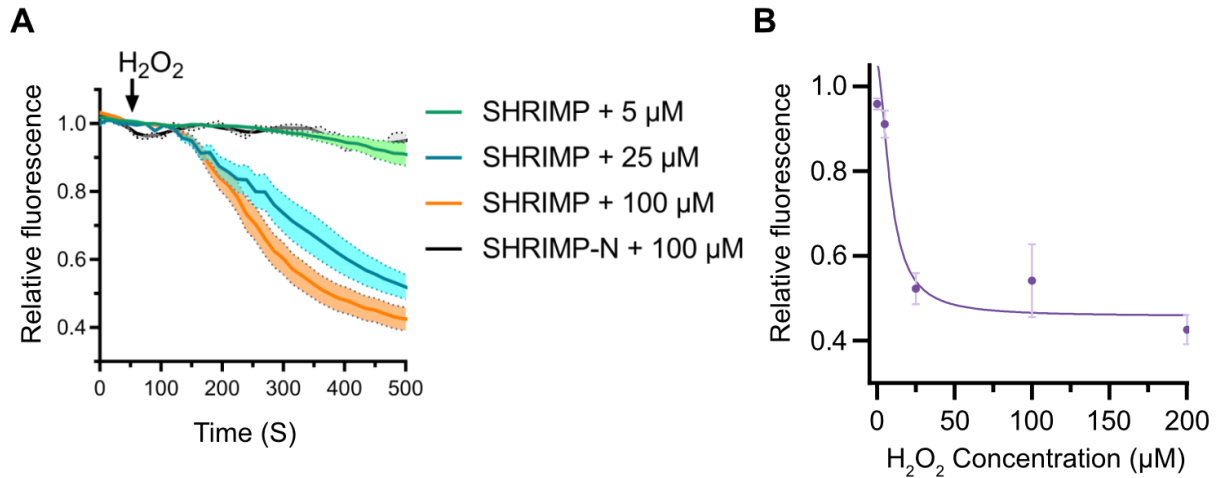 A
H₂O₂
Relative fluorescence
1.0
0.8
0.6
0.4
0 100 200 300 400 500
Time (S)
SHRIMP + 5 µM
SHRIMP + 25 µM
SHRIMP + 100 µM
SHRIMP-N + 100 µM
B
Relative fluorescence
1.0
0.8
0.6
0.4
0 50 100 150 200
H₂O₂ Concentration (µM)